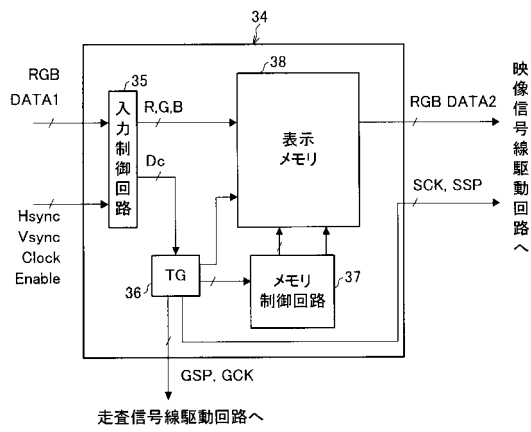 34
RGB
DATA1
35
入力制御回路
R,G,B
Dc
38
表示
メモリ
RGB DATA2
映像信号線駆動回路へ
SCK, SSP
Hsync
Vsync
Clock
Enable
TG
36
メモリ
制御回路
37
GSP, GCK
走査信号線駆動回路へ